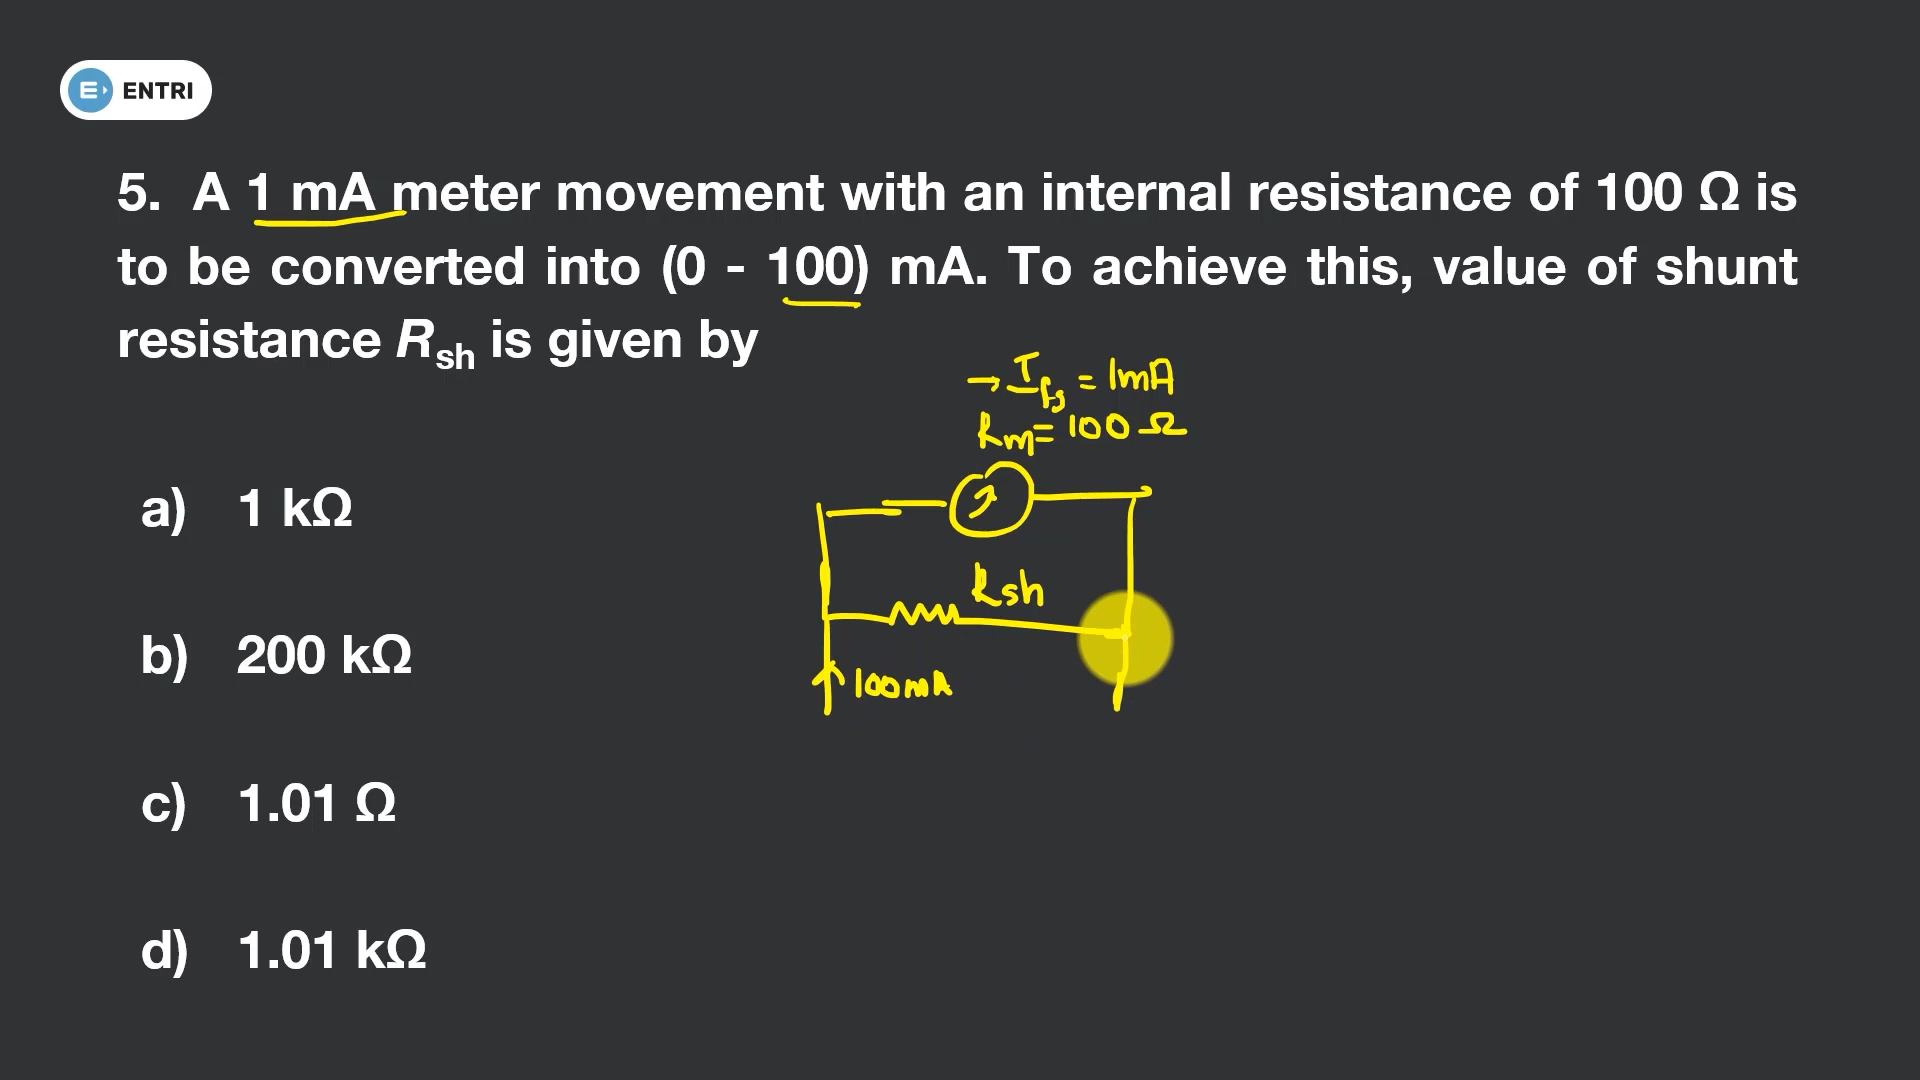 ENTRI
5. A 1 mA meter movement with an internal resistance of 100 Ω is
to be converted into (0 - 100) mA. To achieve this, value of shunt
resistance Rsh is given by
→ Ifs = 1mA
Rm = 100 Ω
a) 1 kΩ
Rsh
b) 200 kΩ
100mA
c) 1.01 Ω
d) 1.01 kΩ